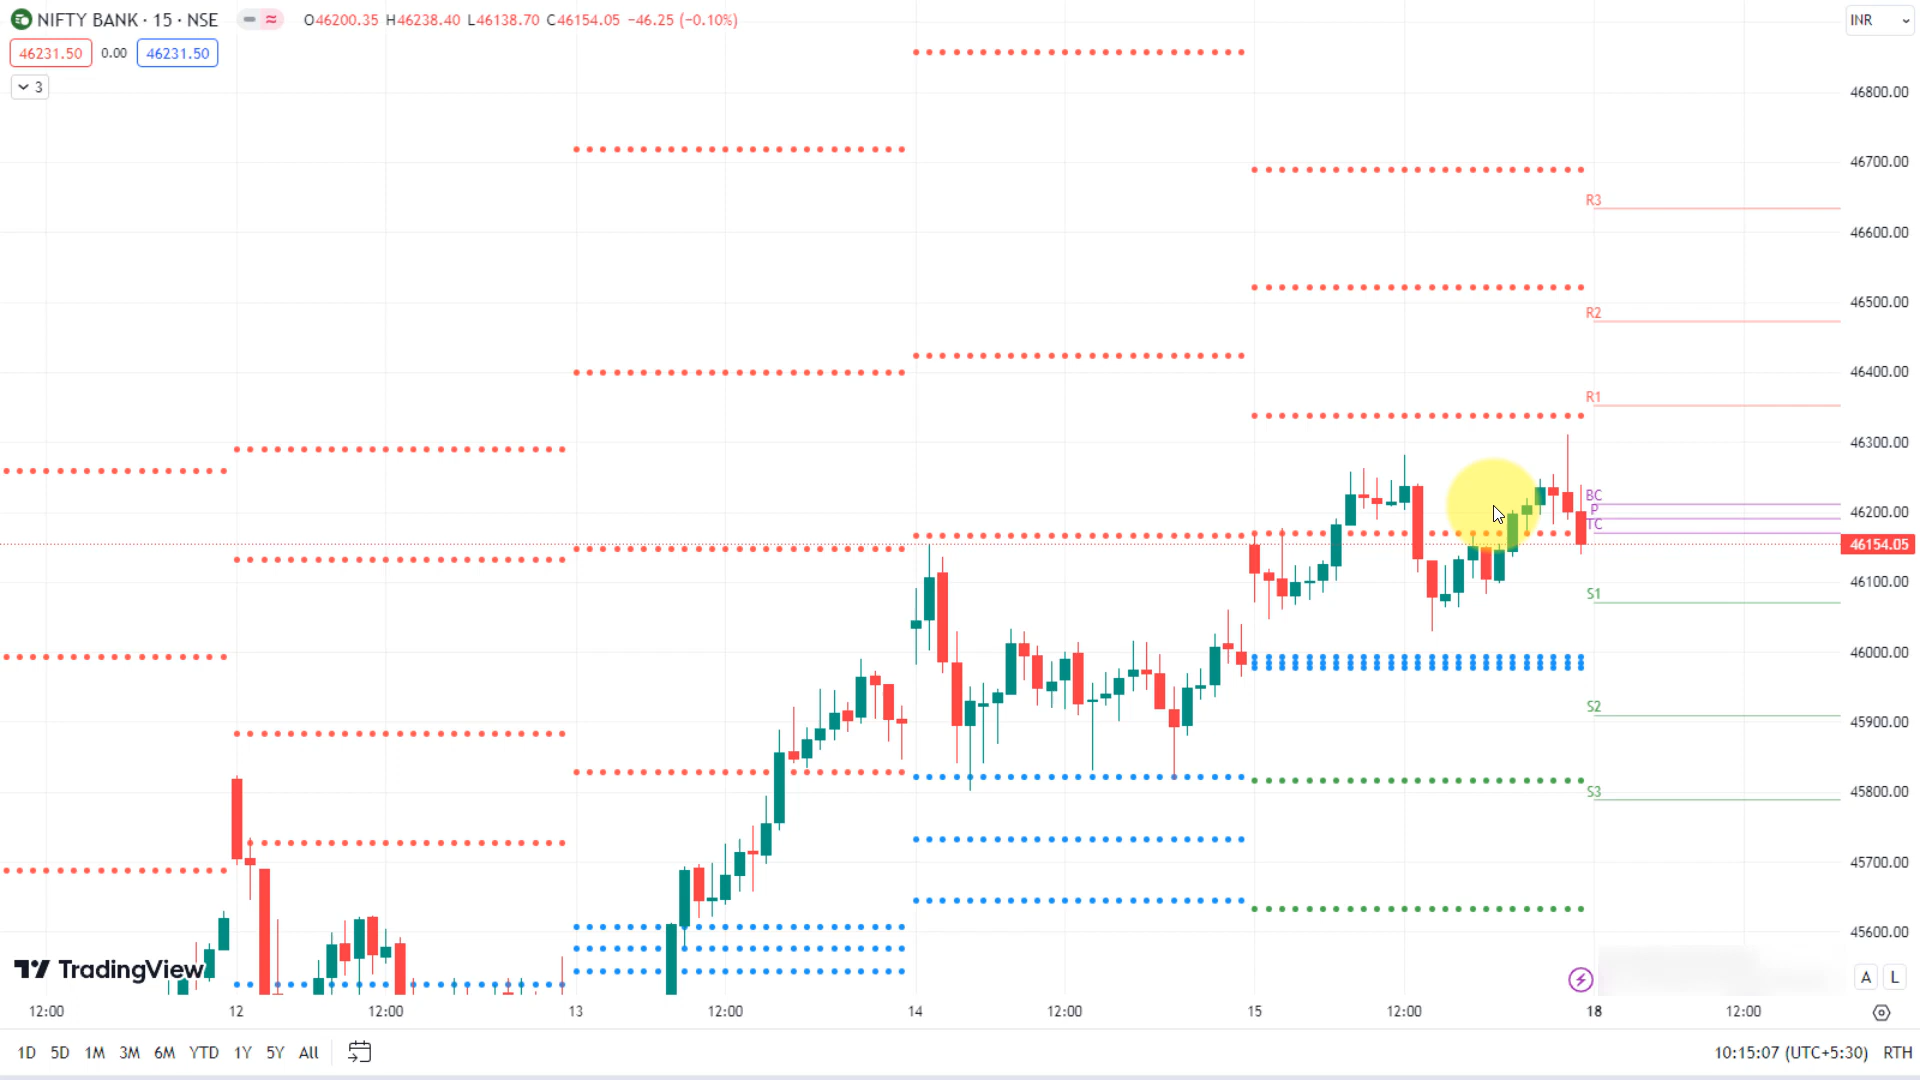 NIFTY BANK · 15 · NSE O46200.35 H46238.40 L46138.70 C46154.05 −46.25 (−0.10%)
INR
46231.50 0.00 46231.50
3
46800.00
46700.00
R3
46600.00
46500.00
R2
46400.00
R1
46300.00
BC
P
46200.00
TC
46154.05
46100.00
S1
46000.00
S2
45900.00
S3
45800.00
45700.00
45600.00
TradingView
A L
12:00 12 12:00 13 12:00 14 12:00 15 12:00 18 12:00
1D 5D 1M 3M 6M YTD 1Y 5Y All 10:15:07 (UTC+5:30) RTH